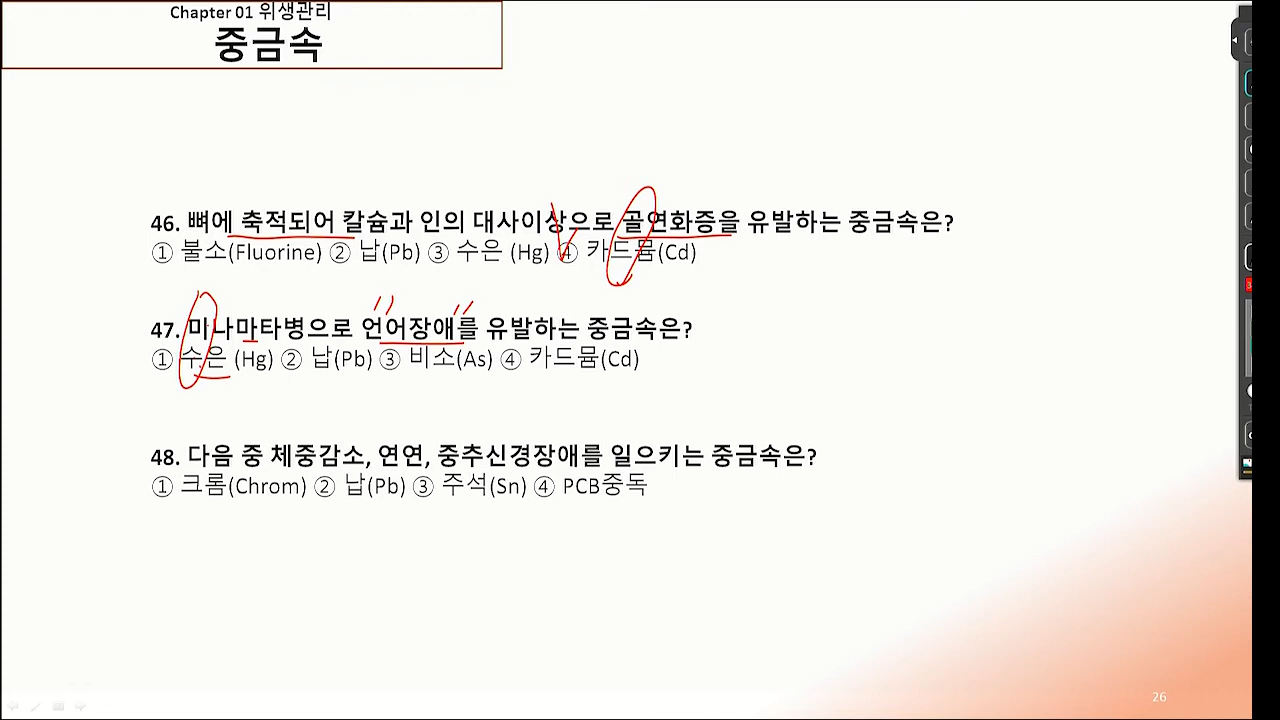 Chapter 01 위생관리
중금속
46. 뼈에 축적되어 칼슘과 인의 대사이상으로 골연화증을 유발하는 중금속은?
① 불소(Fluorine) ② 납(Pb) ③ 수은 (Hg) ④ 카드뮴(Cd)
47. 미나마타병으로 언어장애를 유발하는 중금속은?
① 수은 (Hg) ② 납(Pb) ③ 비소(As) ④ 카드뮴(Cd)
48. 다음 중 체중감소, 연연, 중추신경장애를 일으키는 중금속은?
① 크롬(Chrom) ② 납(Pb) ③ 주석(Sn) ④ PCB중독
26